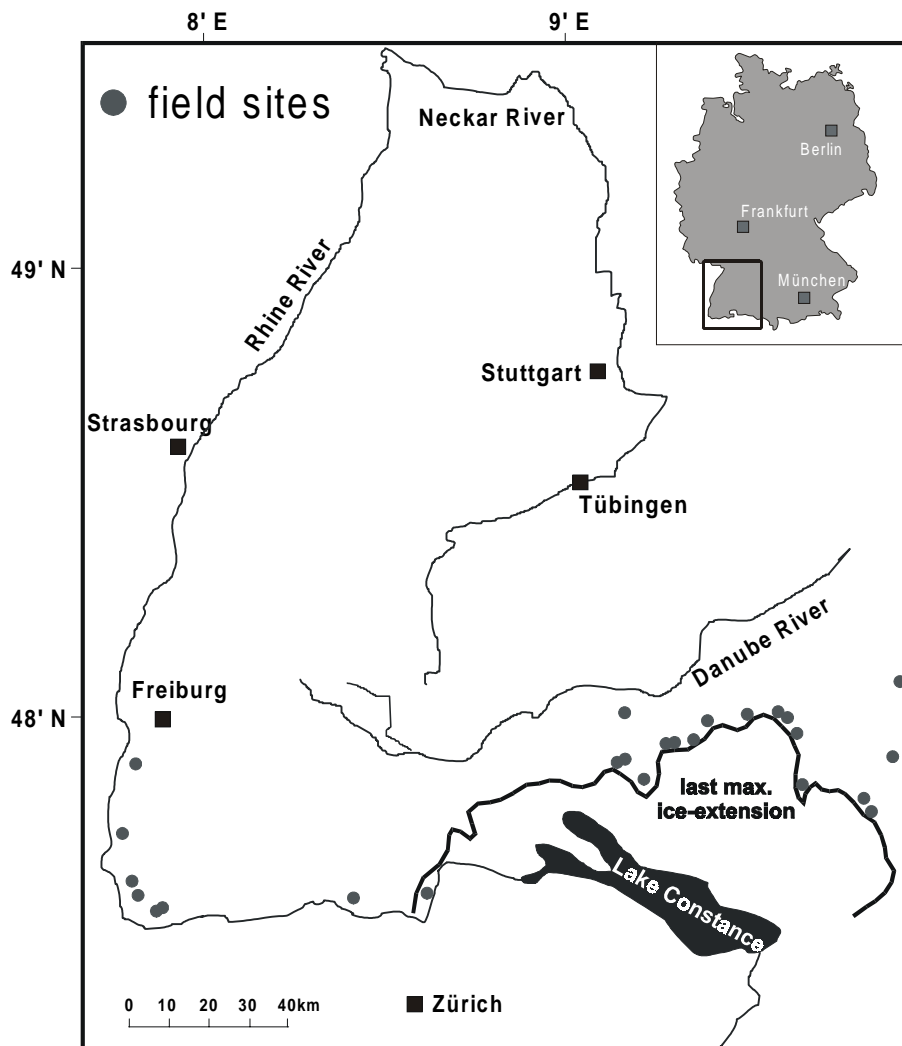 8' E
9' E
field sites
Neckar River
Berlin
Frankfurt
49' N
München
Rhine River
Stuttgart
Strasbourg
Tübingen
Danube River
Freiburg
48' N
last max.
ice-extension
Lake Constance
0 10 20 30 40km
Zürich